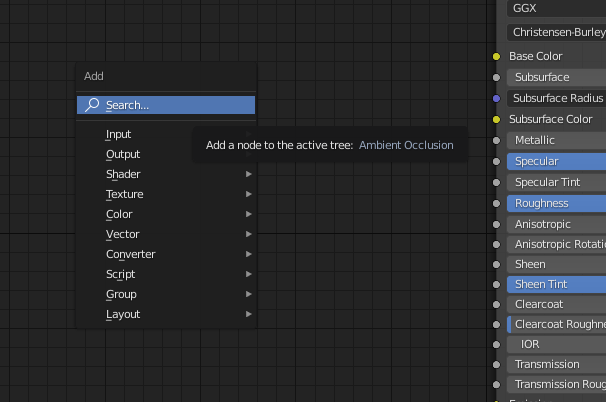 Add
Search...
Input
Output
Shader
Texture
Color
Vector
Converter
Script
Group
Layout
Add a node to the active tree: Ambient Occlusion
GGX
Christensen-Burley
Base Color
Subsurface
Subsurface Radius
Subsurface Color
Metallic
Specular
Specular Tint
Roughness
Anisotropic
Anisotropic Rotati
Sheen
Sheen Tint
Clearcoat
Clearcoat Roughne
IOR
Transmission
Transmission Roug